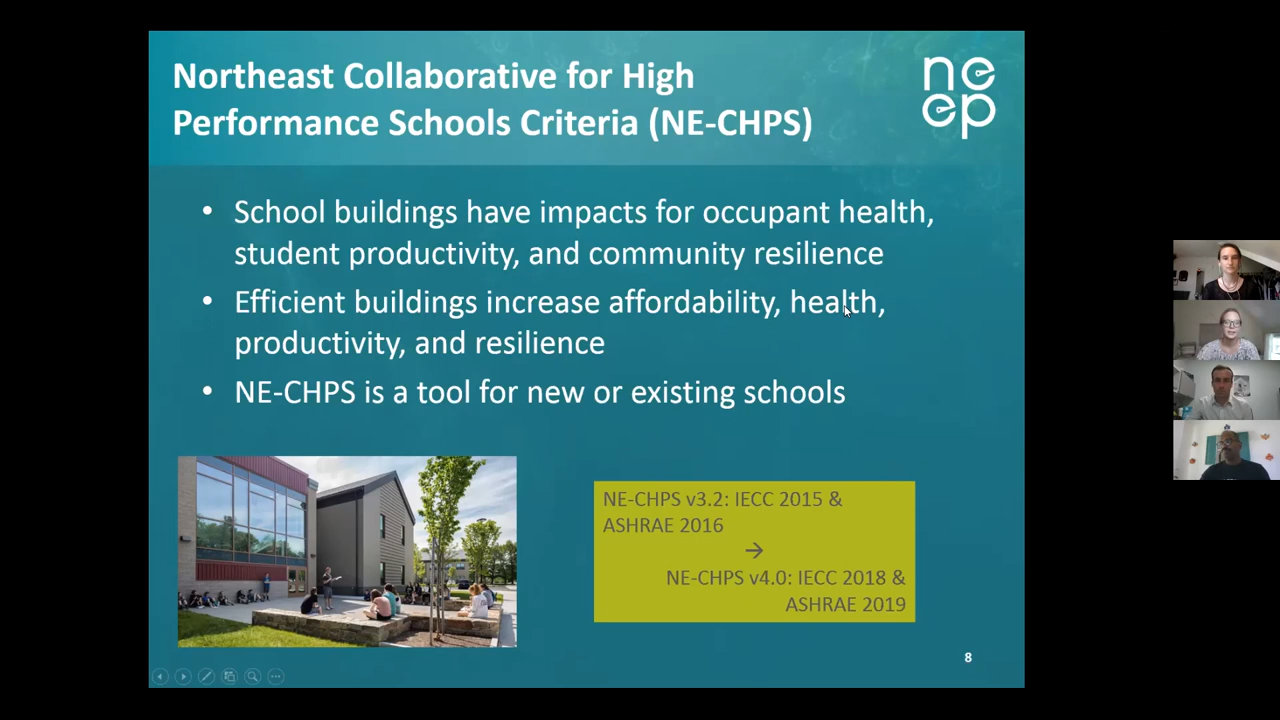 Northeast Collaborative for High
Performance Schools Criteria (NE-CHPS)
ne
ep
• School buildings have impacts for occupant health,
student productivity, and community resilience
• Efficient buildings increase affordability, health,
productivity, and resilience
• NE-CHPS is a tool for new or existing schools
NE-CHPS v3.2: IECC 2015 &
ASHRAE 2016
→
NE-CHPS v4.0: IECC 2018 &
ASHRAE 2019
8